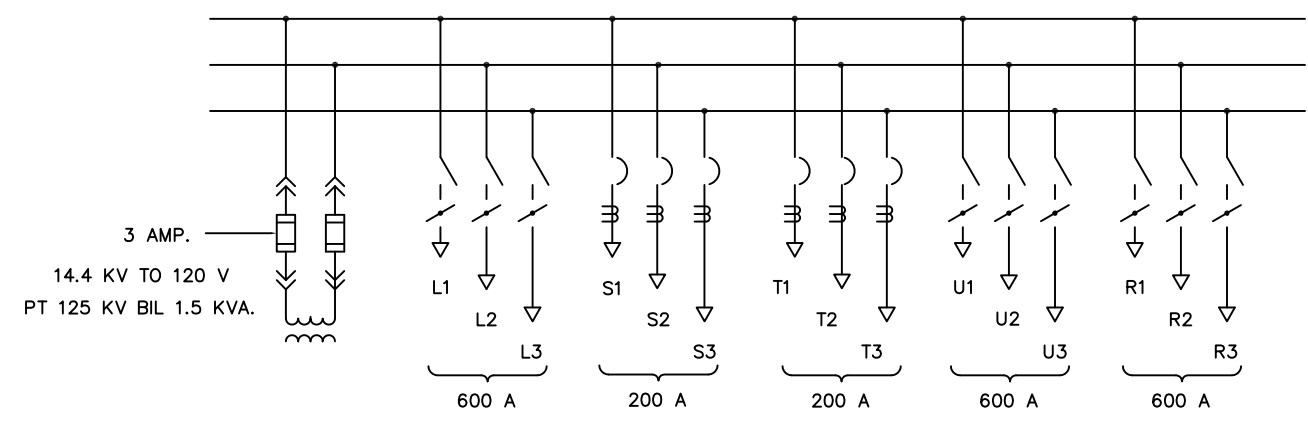 3 AMP.
14.4 KV TO 120 V
PT 125 KV BIL 1.5 KVA.
L1
L2
L3
600 A
S1
S2
S3
200 A
T1
T2
T3
200 A
U1
U2
U3
600 A
R1
R2
R3
600 A